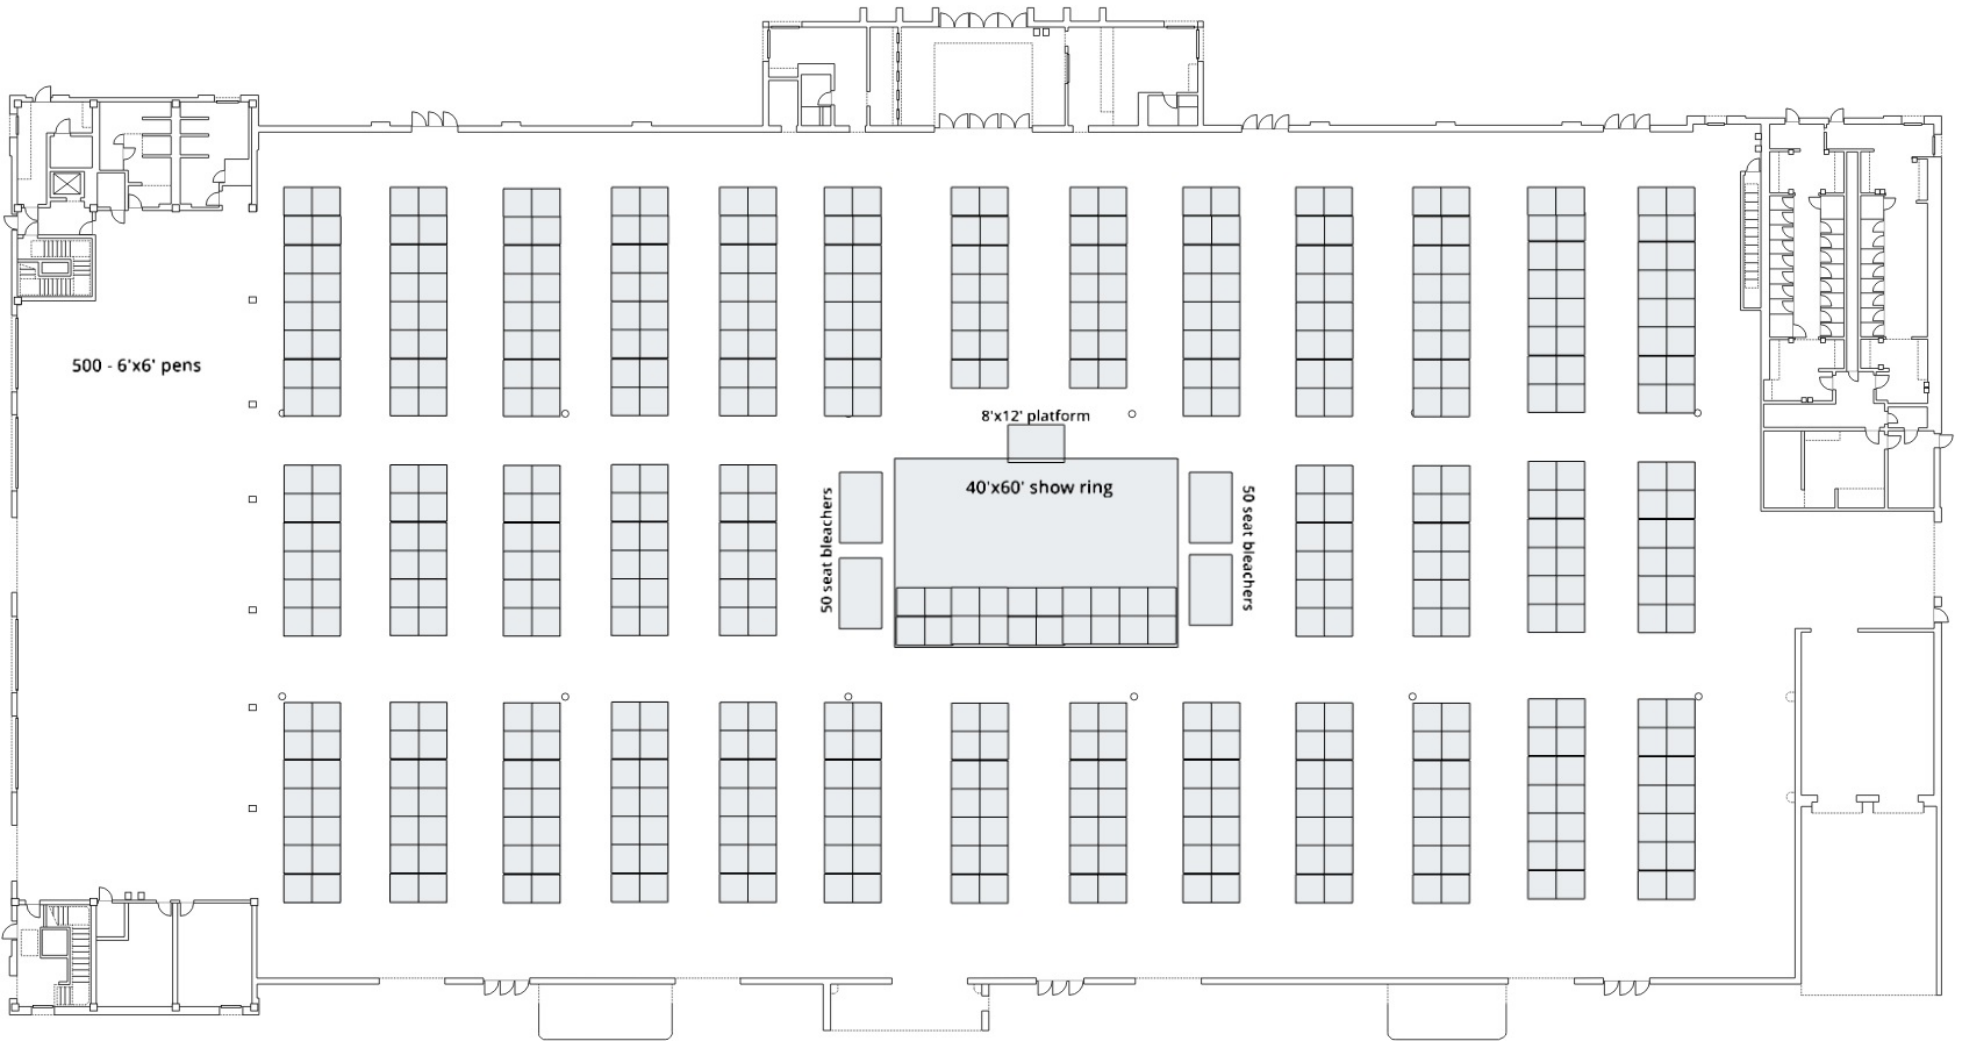 500 - 6'x6' pens
8'x12' platform
40'x60' show ring
50 seat bleachers
50 seat bleachers